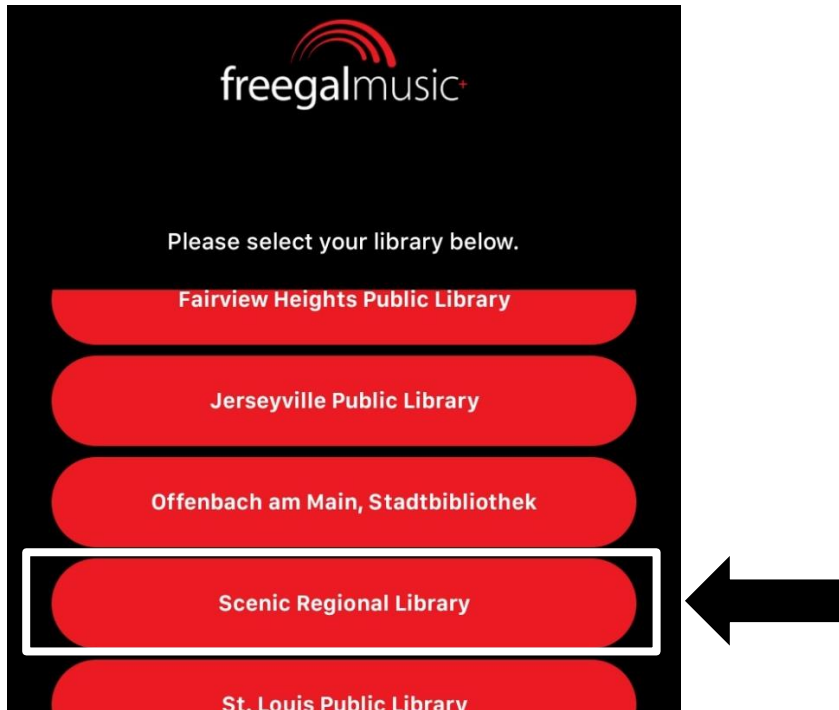 freegalmusic+
Please select your library below.
Fairview Heights Public Library
Jerseyville Public Library
Offenbach am Main, Stadtbibliothek
Scenic Regional Library
St. Louis Public Library